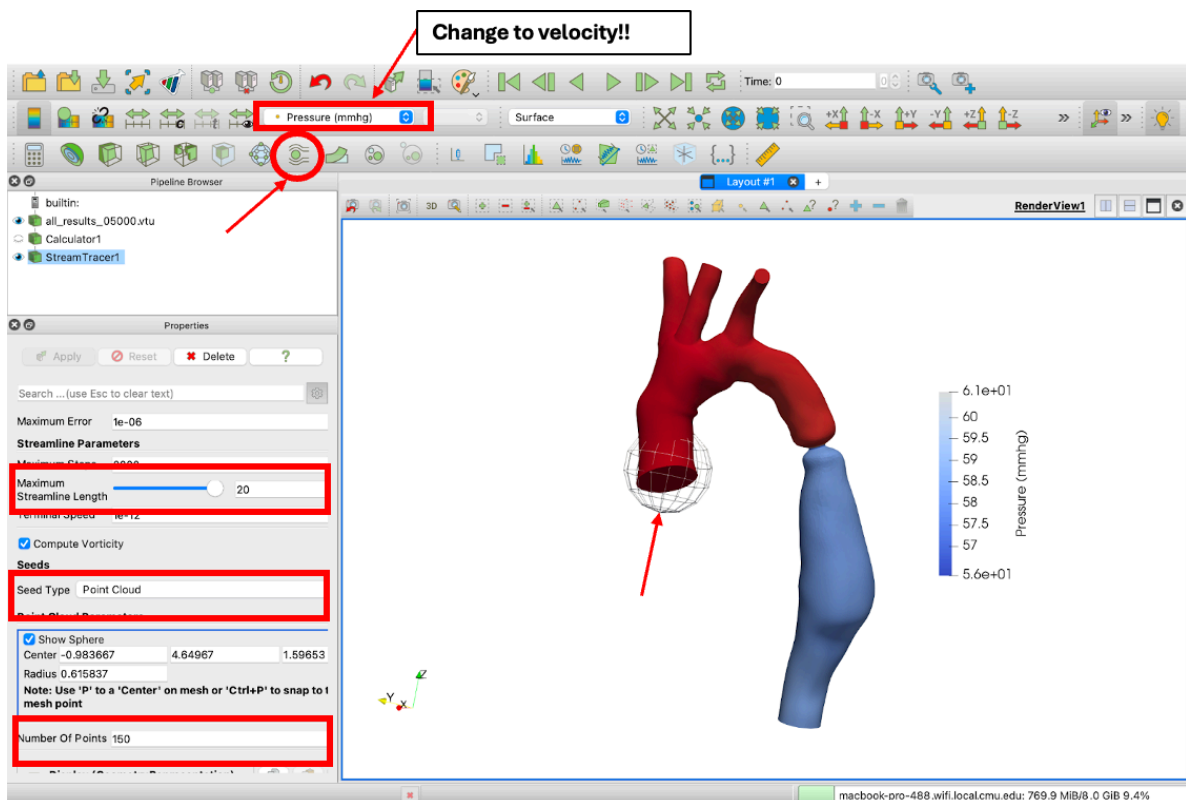 Change to velocity!!
Time: 0
0
Pressure (mmhg)
Surface
+X
-X
+Y
-Y
+Z
-Z
»
»
Pipeline Browser
Layout #1
+
builtin:
all_results_05000.vtu
Calculator1
StreamTracer1
3D
RenderView1
Properties
Apply
Reset
Delete
?
Search ...(use Esc to clear text)
Maximum Error 1e-06
Streamline Parameters
Maximum
Streamline Length
20
Terminal Speed 1e-12
Compute Vorticity
Seeds
Seed Type Point Cloud
Point Cloud Parameters
Show Sphere
Center -0.983667 4.64967 1.59653
Radius 0.615837
Note: Use 'P' to a 'Center' on mesh or 'Ctrl+P' to snap to t
mesh point
Number Of Points 150
6.1e+01
60
59.5
59
58.5
58
57.5
57
5.6e+01
Pressure (mmhg)
Z
Y
X
macbook-pro-488.wifi.local.cmu.edu: 769.9 MiB/8.0 GiB 9.4%